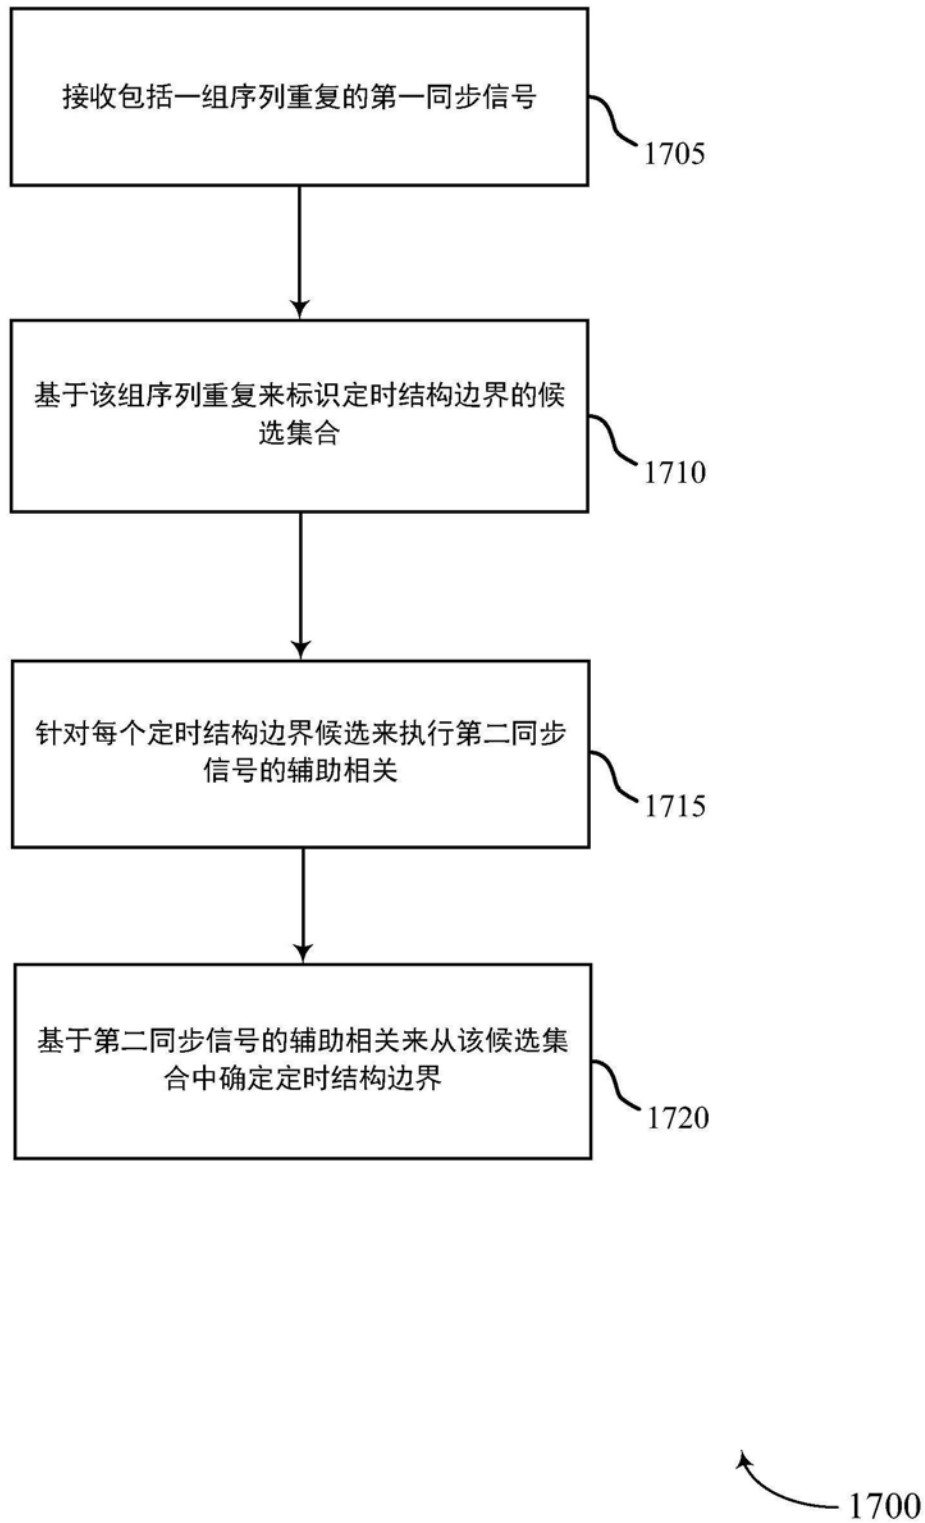 接收包括一组序列重复的第一同步信号
1705
基于该组序列重复来标识定时结构边界的候
选集合
1710
针对每个定时结构边界候选来执行第二同步
信号的辅助相关
1715
基于第二同步信号的辅助相关来从该候选集
合中确定定时结构边界
1720
1700